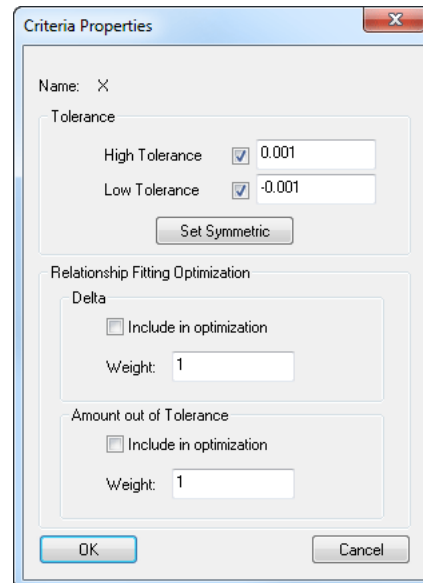 Criteria Properties
Name: X
Tolerance
High Tolerance 0.001
Low Tolerance -0.001
Set Symmetric
Relationship Fitting Optimization
Delta
Include in optimization
Weight: 1
Amount out of Tolerance
Include in optimization
Weight: 1
OK Cancel